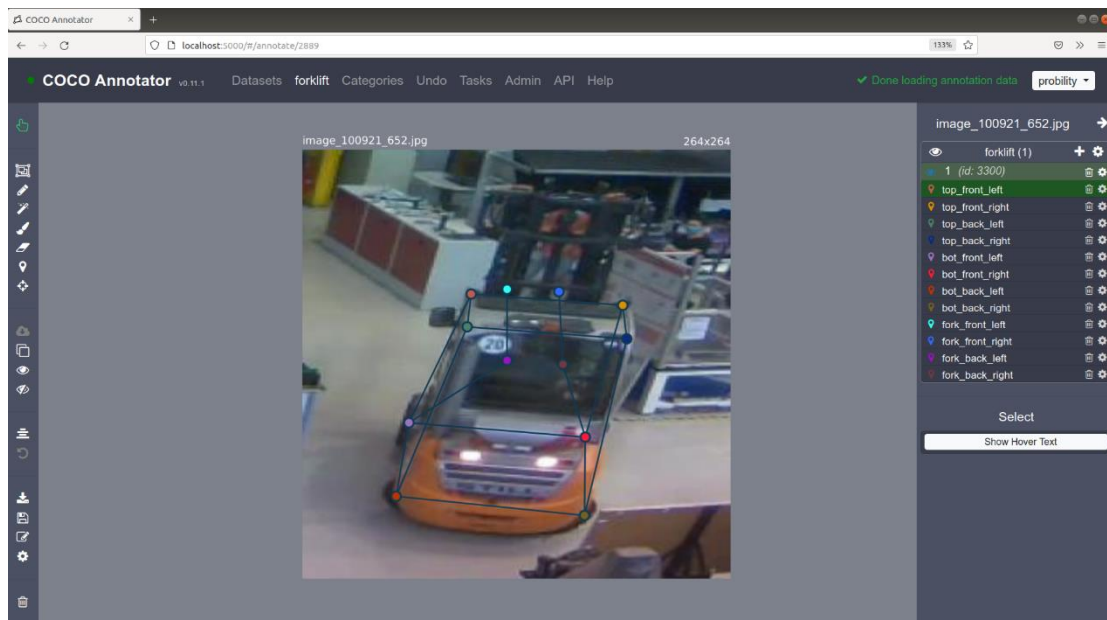 COCO Annotator
localhost:5000/#/annotate/2889
133%
COCO Annotator v0.11.1 Datasets forklift Categories Undo Tasks Admin API Help Done loading annotation data probility
image_100921_652.jpg 264x264
image_100921_652.jpg
forklift (1)
1 (id: 3300)
top_front_left
top_front_right
top_back_left
top_back_right
bot_front_left
bot_front_right
bot_back_left
bot_back_right
fork_front_left
fork_front_right
fork_back_left
fork_back_right
Select
Show Hover Text